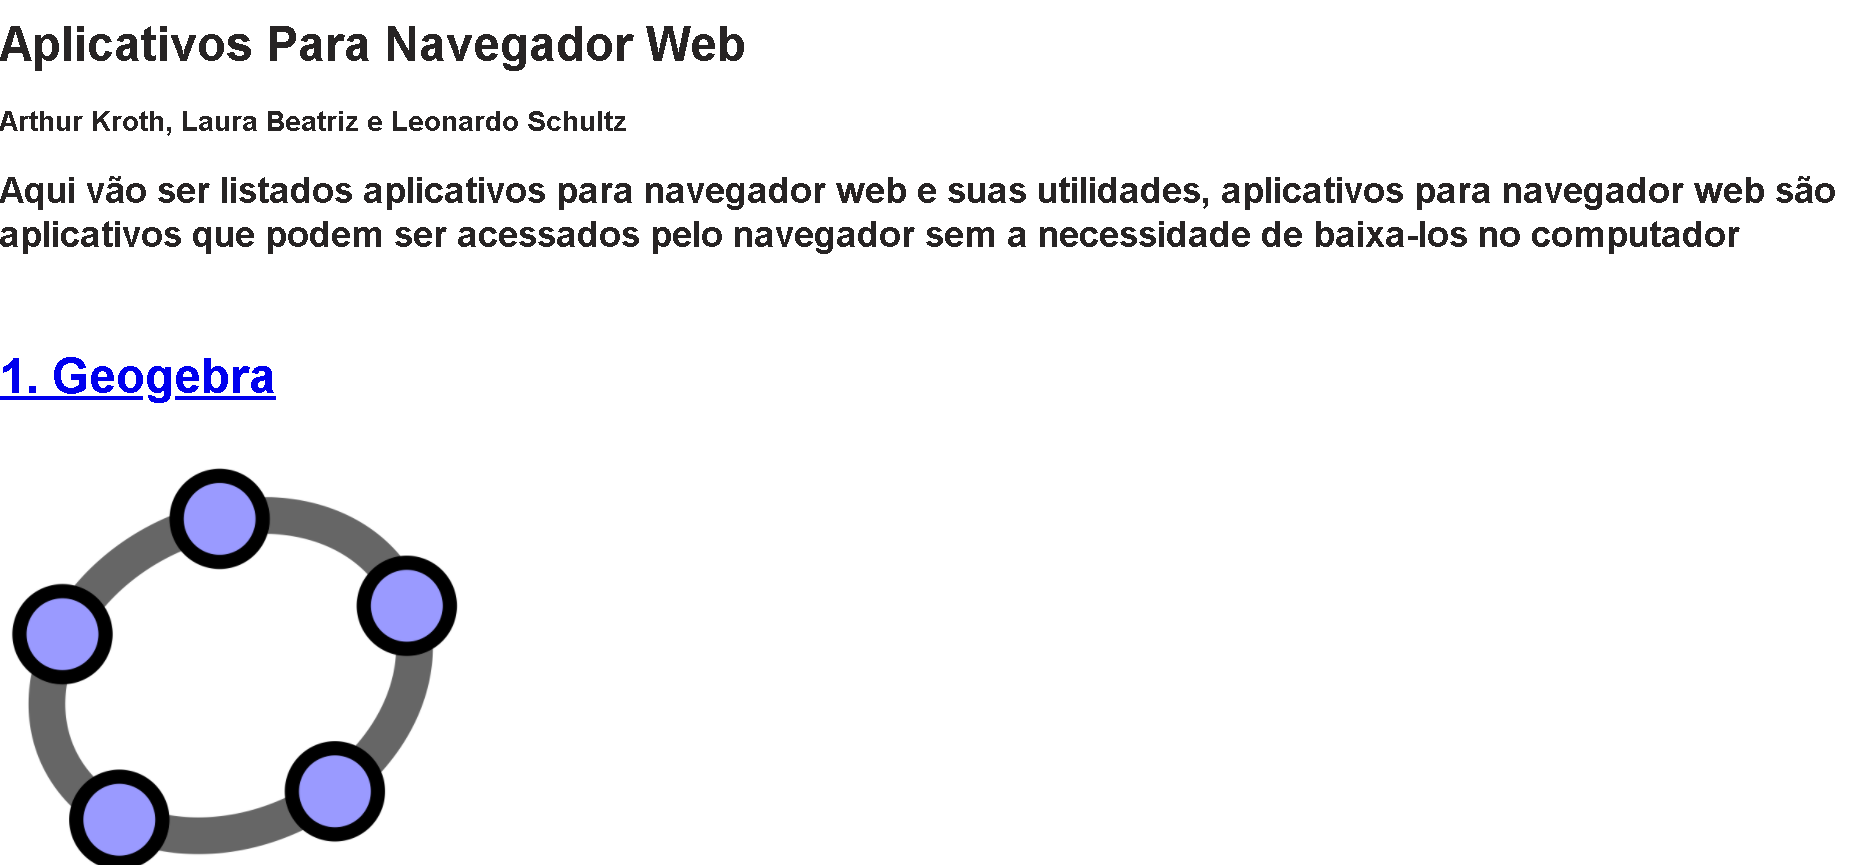 Aplicativos Para Navegador Web
Arthur Kroth, Laura Beatriz e Leonardo Schultz
Aqui vão ser listados aplicativos para navegador web e suas utilidades, aplicativos para navegador web são
aplicativos que podem ser acessados pelo navegador sem a necessidade de baixa-los no computador
1. Geogebra